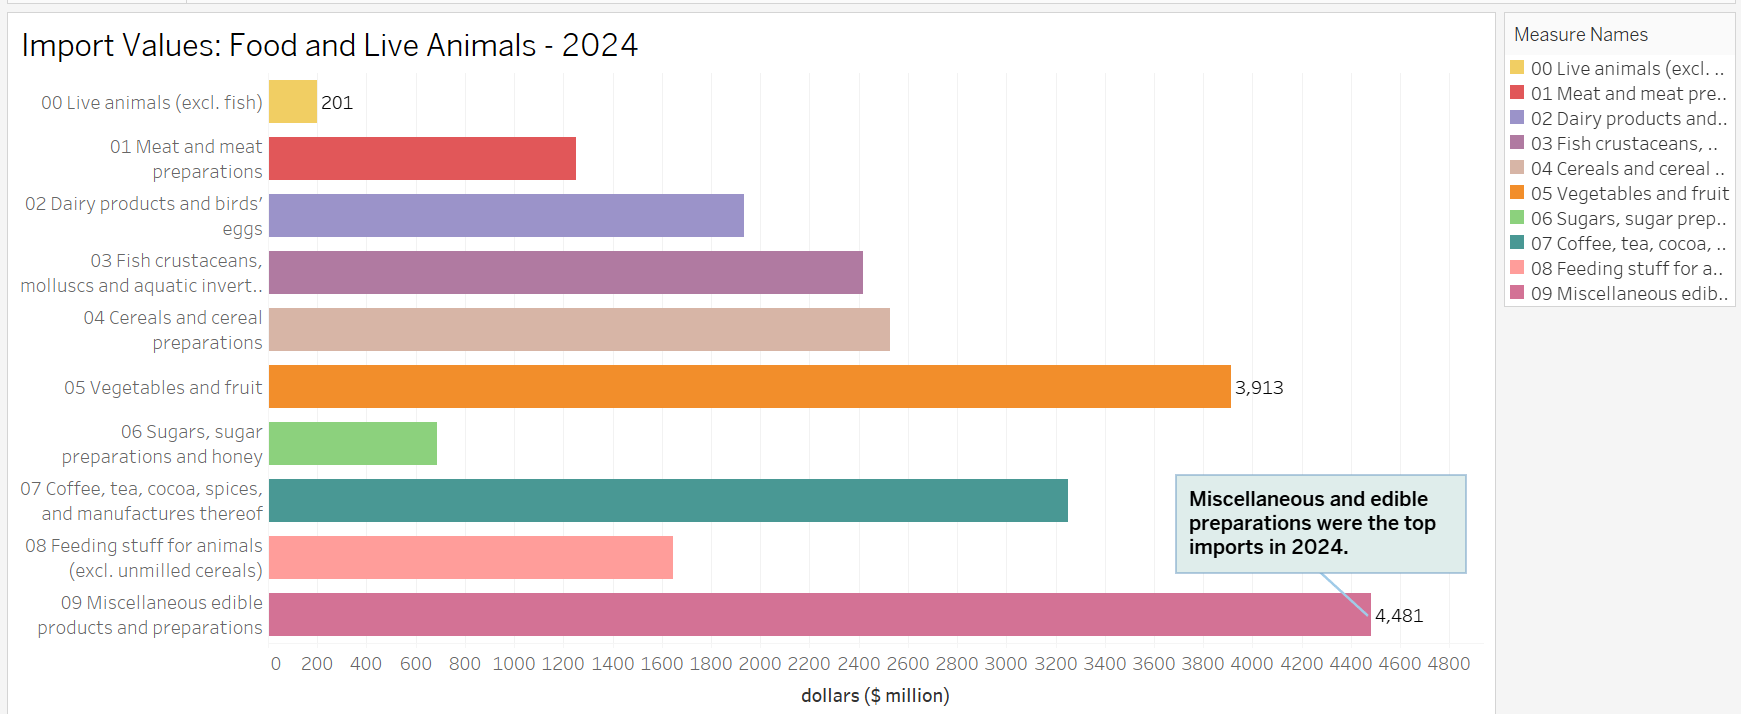 Import Values: Food and Live Animals - 2024
00 Live animals (excl. fish)
201
01 Meat and meat
preparations
02 Dairy products and birds’
eggs
03 Fish crustaceans,
molluscs and aquatic invert..
04 Cereals and cereal
preparations
05 Vegetables and fruit
3,913
06 Sugars, sugar
preparations and honey
07 Coffee, tea, cocoa, spices,
and manufactures thereof
08 Feeding stuff for animals
(excl. unmilled cereals)
09 Miscellaneous edible
products and preparations
4,481
Miscellaneous and edible
preparations were the top
imports in 2024.
0 200 400 600 800 1000 1200 1400 1600 1800 2000 2200 2400 2600 2800 3000 3200 3400 3600 3800 4000 4200 4400 4600 4800
dollars ($ million)
Measure Names
00 Live animals (excl. ..
01 Meat and meat pre..
02 Dairy products and..
03 Fish crustaceans, ..
04 Cereals and cereal ..
05 Vegetables and fruit
06 Sugars, sugar prep..
07 Coffee, tea, cocoa, ..
08 Feeding stuff for a..
09 Miscellaneous edib..